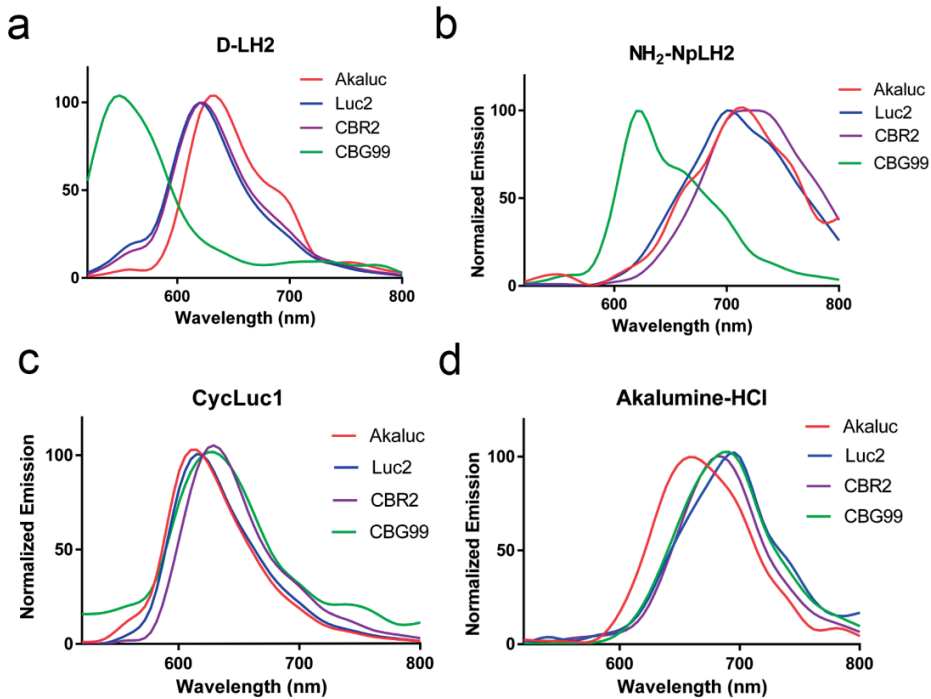 a
D-LH2
Akaluc
Luc2
CBR2
CBG99
100
50
0
600
700
800
Wavelength (nm)
b
NH₂-NpLH2
Normalized Emission
Akaluc
Luc2
CBR2
CBG99
100
50
0
600
700
800
Wavelength (nm)
c
CycLuc1
Normalized Emission
Akaluc
Luc2
CBR2
CBG99
100
50
0
600
700
800
Wavelength (nm)
d
Akalumine-HCl
Normalized Emission
Akaluc
Luc2
CBR2
CBG99
100
50
0
600
700
800
Wavelength (nm)